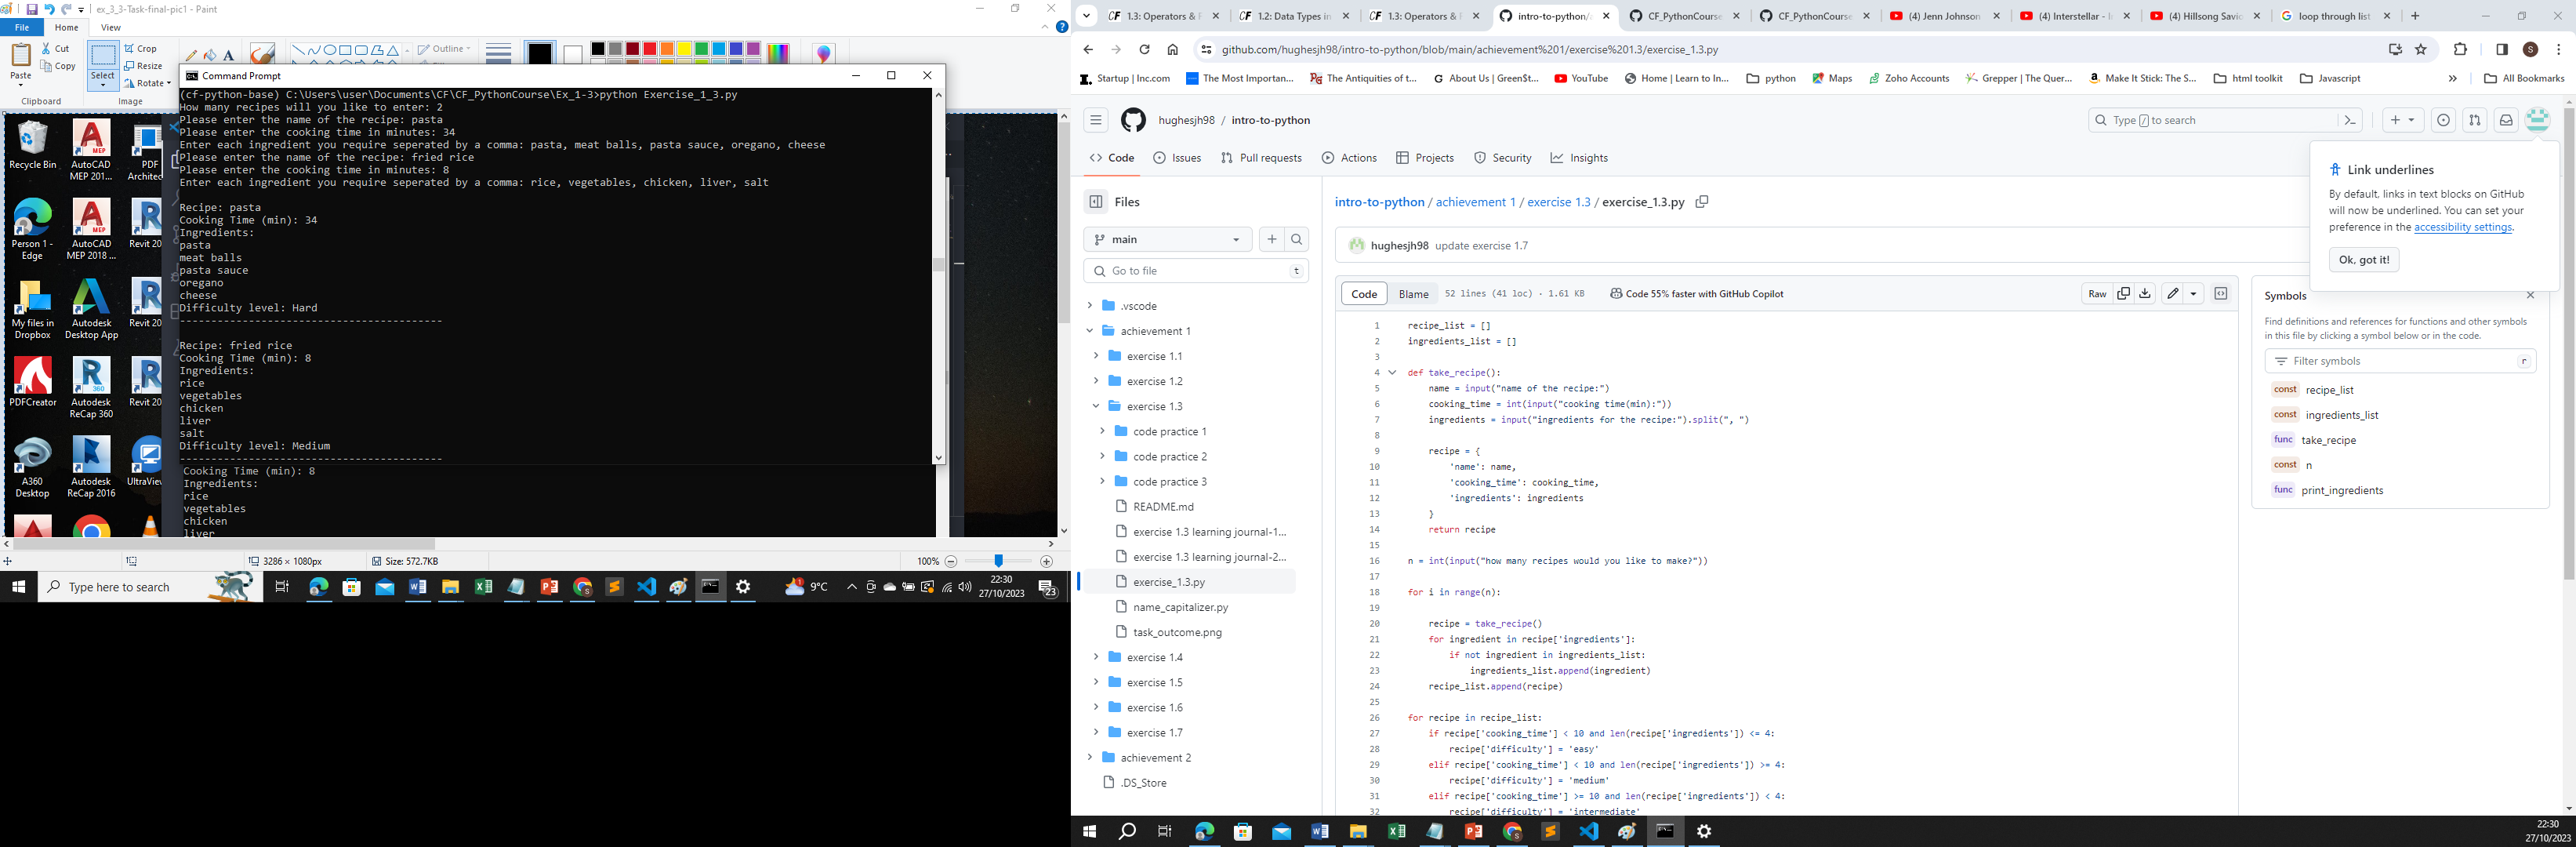 ex_3_3-Task-final-pic1 - Paint
File Home View
Paste
Cut
Copy
Clipboard
Select
Crop
Resize
Rotate
Image
Outline
Command Prompt
(cf-python-base) C:\Users\user\Documents\CF\CF_PythonCourse\Ex_1-3>python Exercise_1_3.py
How many recipes will you like to enter: 2
Please enter the name of the recipe: pasta
Please enter the cooking time in minutes: 34
Enter each ingredient you require seperated by a comma: pasta, meat balls, pasta sauce, oregano, cheese
Please enter the name of the recipe: fried rice
Please enter the cooking time in minutes: 8
Enter each ingredient you require seperated by a comma: rice, vegetables, chicken, liver, salt
Recipe: pasta
Cooking Time (min): 34
Ingredients:
pasta
meat balls
pasta sauce
oregano
cheese
Difficulty level: Hard
------------------------------------------
Recipe: fried rice
Cooking Time (min): 8
Ingredients:
rice
vegetables
chicken
liver
salt
Difficulty level: Medium
------------------------------------------
Cooking Time (min): 8
Ingredients:
rice
vegetables
chicken
liver
Recycle Bin
AutoCAD MEP 201...
PDF Architec
Person 1 - Edge
AutoCAD MEP 2018 ...
Revit 20
My files in Dropbox
Autodesk Desktop App
Revit 20
PDFCreator
Autodesk ReCap 360
Revit 20
A360 Desktop
Autodesk ReCap 2016
UltraView
3286 × 1080px
Size: 572.7KB
100%
Type here to search
9°C
22:30
27/10/2023
23
1.3: Operators & F
1.2: Data Types in
1.3: Operators & F
intro-to-python/
CF_PythonCourse
CF_PythonCourse
(4) Jenn Johnson
(4) Interstellar - I
(4) Hillsong Savio
loop through list
github.com/hughesjh98/intro-to-python/blob/main/achievement%201/exercise%201.3/exercise_1.3.py
Startup | Inc.com
The Most Importan...
The Antiquities of t...
About Us | Green$t...
YouTube
Home | Learn to In...
python
Maps
Zoho Accounts
Grepper | The Quer...
Make It Stick: The S...
html toolkit
Javascript
»
All Bookmarks
hughesjh98 / intro-to-python
Type / to search
Code
Issues
Pull requests
Actions
Projects
Security
Insights
Link underlines
By default, links in text blocks on GitHub
will now be underlined. You can set your
preference in the accessibility settings.
Ok, got it!
Files
main
Go to file
t
.vscode
achievement 1
exercise 1.1
exercise 1.2
exercise 1.3
code practice 1
code practice 2
code practice 3
README.md
exercise 1.3 learning journal-1...
exercise 1.3 learning journal-2...
exercise_1.3.py
name_capitalizer.py
task_outcome.png
exercise 1.4
exercise 1.5
exercise 1.6
exercise 1.7
achievement 2
.DS_Store
intro-to-python / achievement 1 / exercise 1.3 / exercise_1.3.py
hughesjh98 update exercise 1.7
Code Blame 52 lines (41 loc) · 1.61 KB
Code 55% faster with GitHub Copilot
Raw
1 recipe_list = []
2 ingredients_list = []
3
4 def take_recipe():
5 name = input("name of the recipe:")
6 cooking_time = int(input("cooking time(min):"))
7 ingredients = input("ingredients for the recipe:").split(", ")
8
9 recipe = {
10 'name': name,
11 'cooking_time': cooking_time,
12 'ingredients': ingredients
13 }
14 return recipe
15
16 n = int(input("how many recipes would you like to make?"))
17
18 for i in range(n):
19
20 recipe = take_recipe()
21 for ingredient in recipe['ingredients']:
22 if not ingredient in ingredients_list:
23 ingredients_list.append(ingredient)
24 recipe_list.append(recipe)
25
26 for recipe in recipe_list:
27 if recipe['cooking_time'] < 10 and len(recipe['ingredients']) <= 4:
28 recipe['difficulty'] = 'easy'
29 elif recipe['cooking_time'] < 10 and len(recipe['ingredients']) >= 4:
30 recipe['difficulty'] = 'medium'
31 elif recipe['cooking_time'] >= 10 and len(recipe['ingredients']) < 4:
32 recipe['difficulty'] = 'intermediate'
Symbols
Find definitions and references for functions and other symbols
in this file by clicking a symbol below or in the code.
Filter symbols
r
const recipe_list
const ingredients_list
func take_recipe
const n
func print_ingredients
22:30
27/10/2023